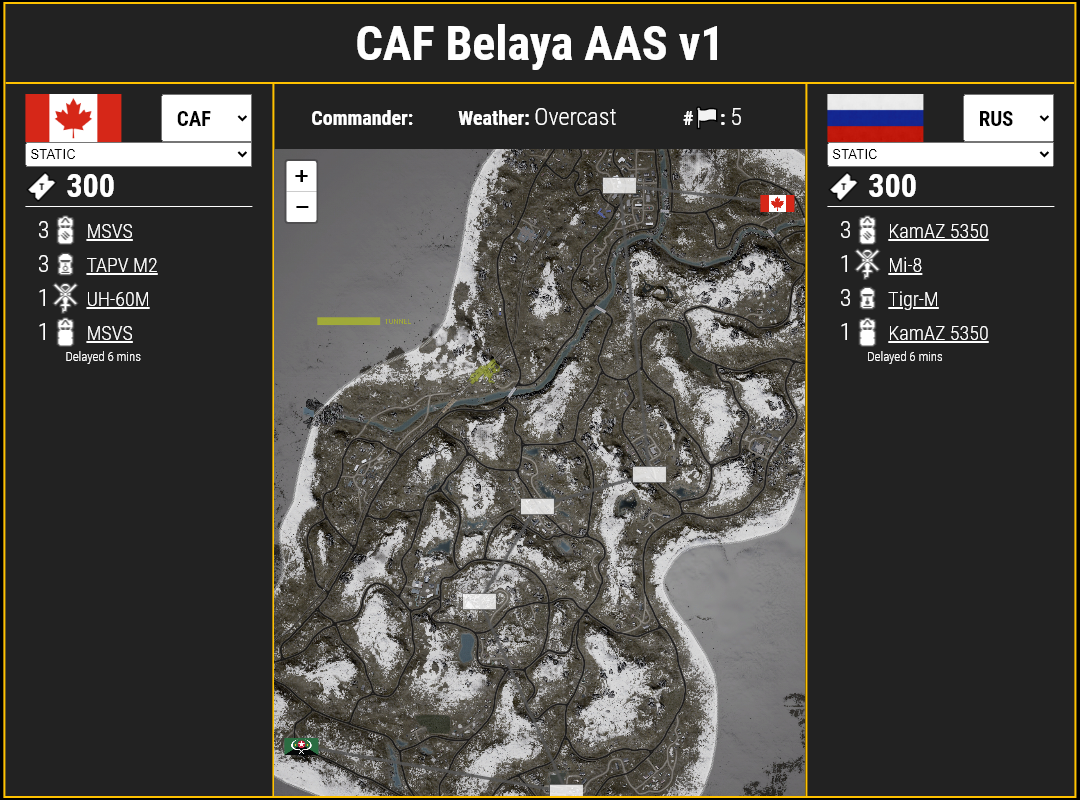 CAF Belaya AAS v1
CAF
STATIC
300
3 MSVS
3 TAPV M2
1 UH-60M
1 MSVS
Delayed 6 mins
Commander:
Weather: Overcast
# : 5
+
−
TUNNEL
RUS
STATIC
300
3 KamAZ 5350
1 Mi-8
3 Tigr-M
1 KamAZ 5350
Delayed 6 mins